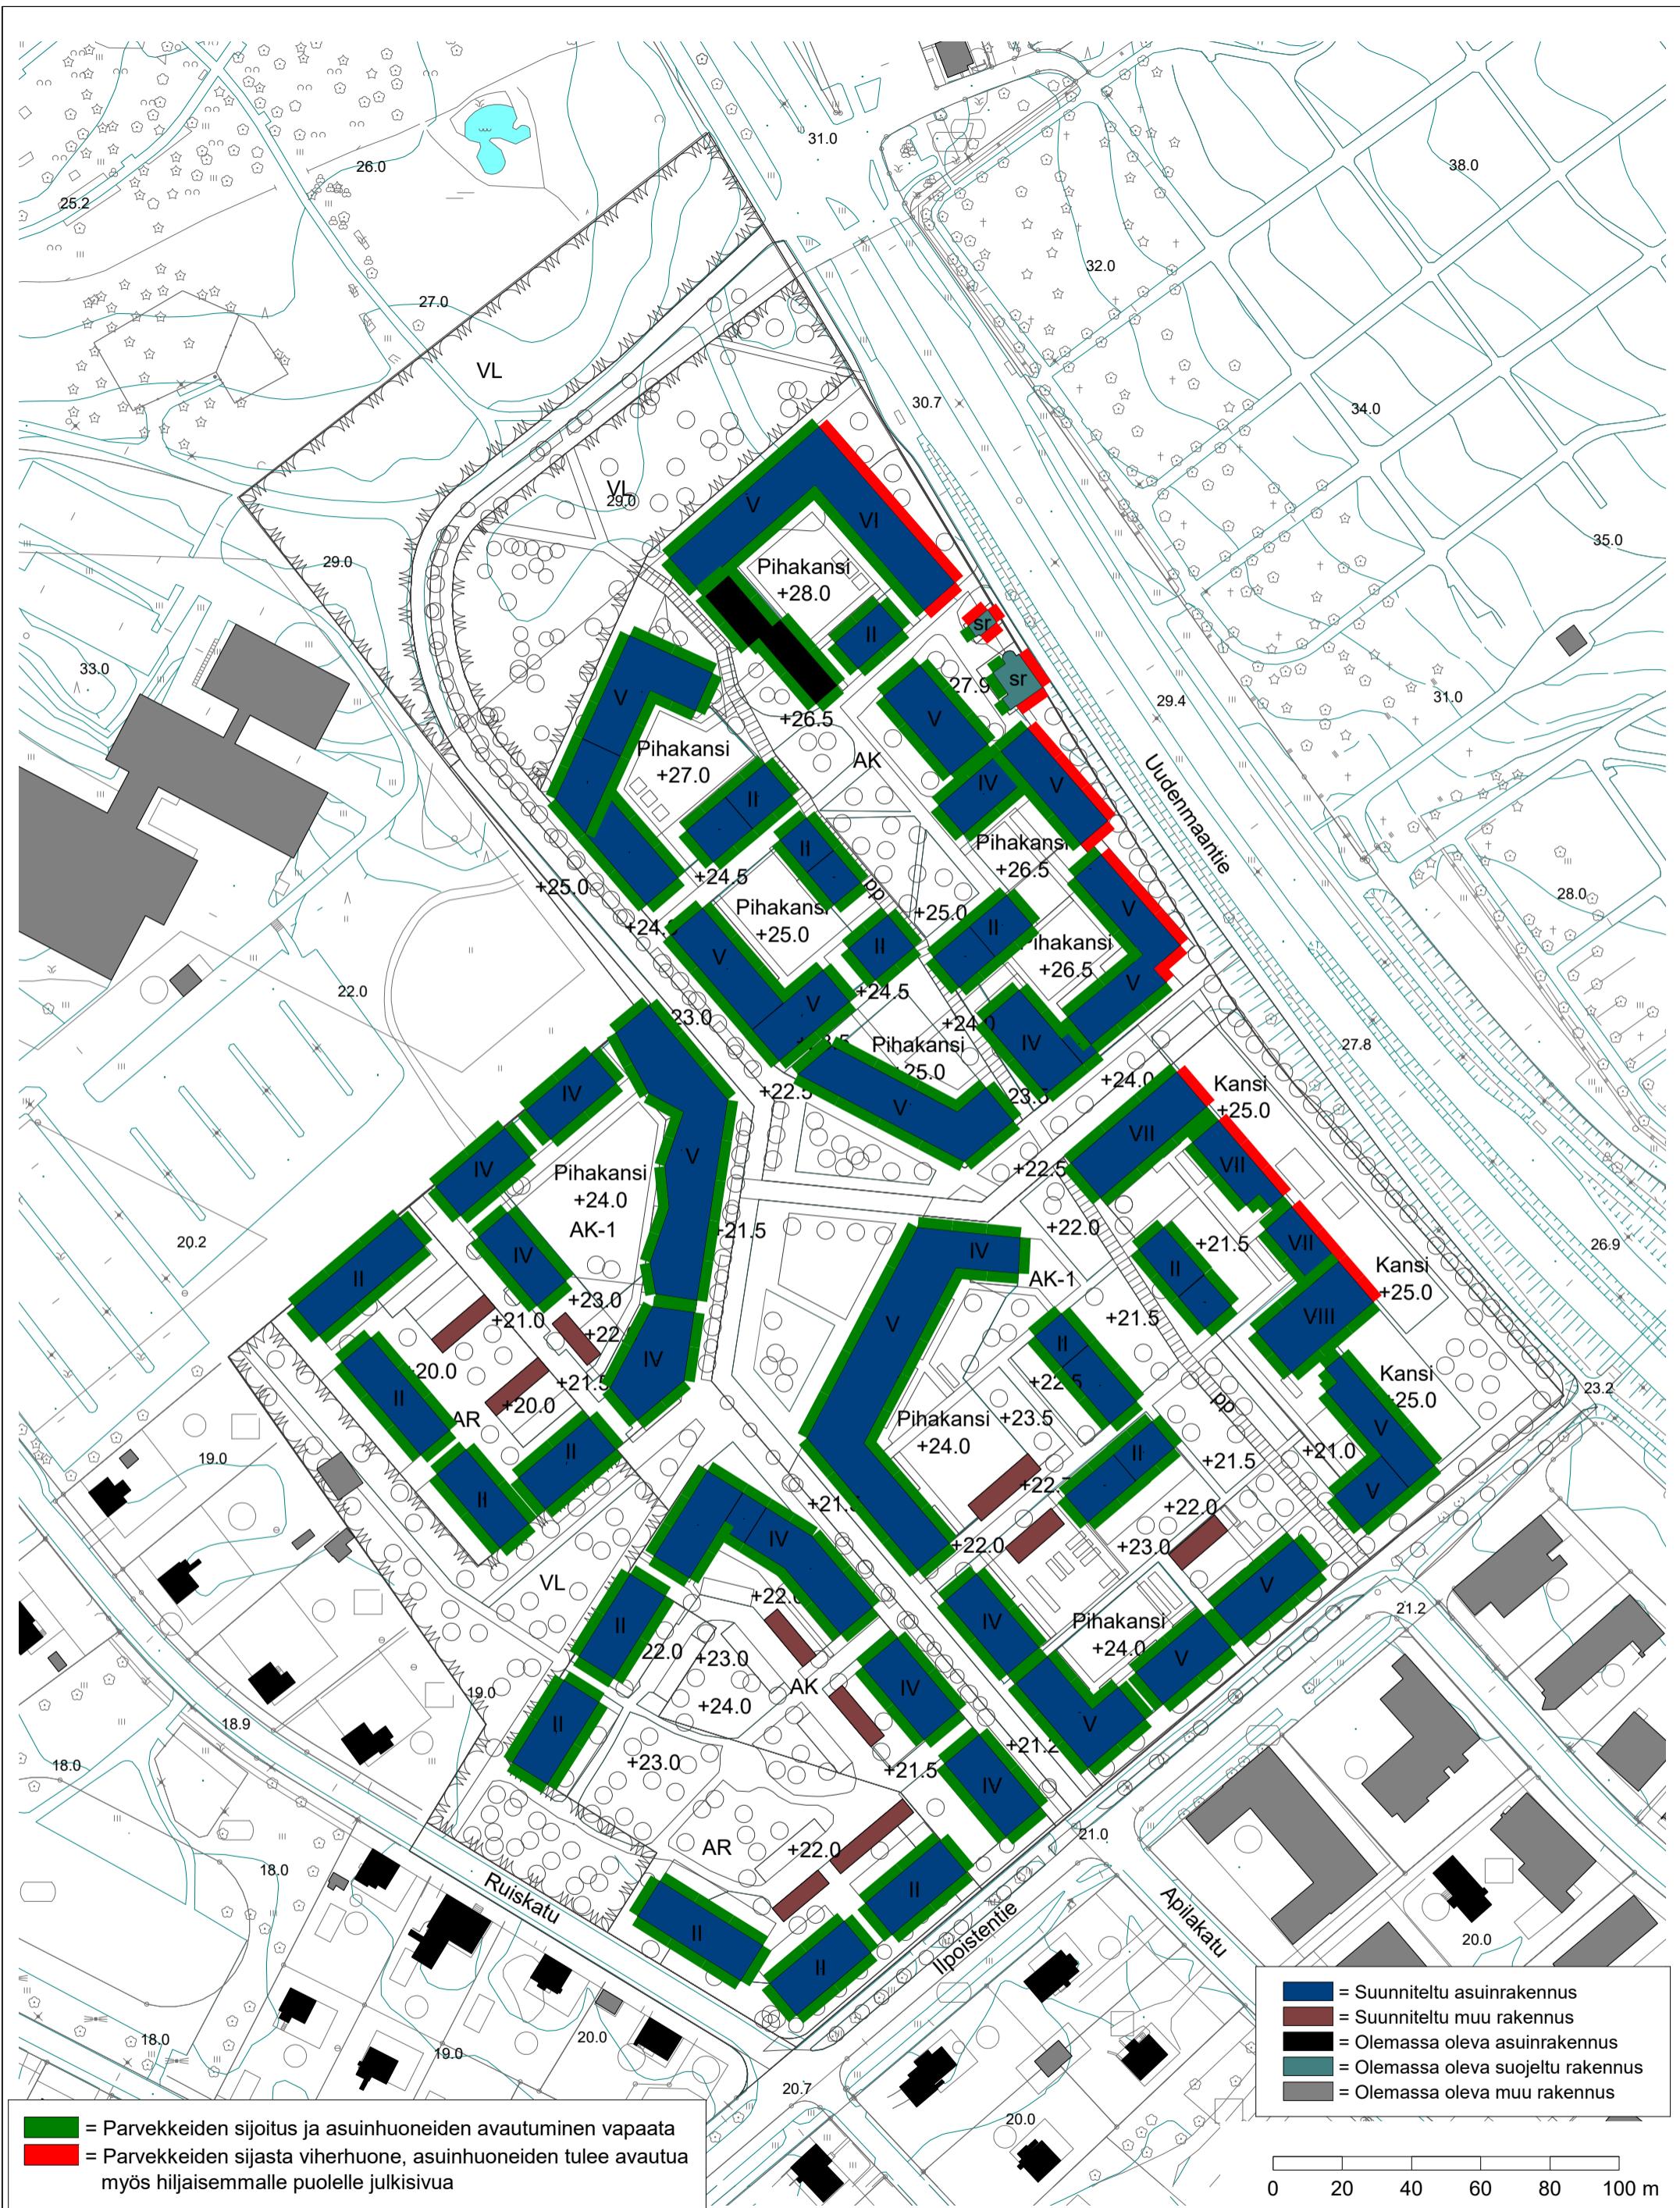 31.0
38.0
26.0
25.2
32.0
27.0
VL
30.7
34.0
VL
29.0
V
VI
35.0
29.0
Pihakansi
+28.0
sr
II
33.0
sr
27.9
V
31.0
29.4
+26.5
V
Pihakansi
+27.0
AK
IV
V
Uudenmaantie
II
Pihakansi
+26.5
II
+24.5
+25.0
pp
28.0
Pihakansi
+25.0
+25.0
V
II
II
V
Pihakansi
+26.5
V
22.0
+24.5
V
V
23.0
+24.0
IV
27.8
Pihakansi
+25.0
+24.0
Kansi
+25.0
+22.5
IV
V
23.5
VII
IV
V
+22.5
VII
Pihakansi
+24.0
AK-1
+21.5
+22.0
20.2
IV
IV
+21.5
VII
26.9
II
AK-1
II
Kansi
+25.0
+23.0
+21.0
+21.5
VIII
V
IV
II
+20.0
+21.5
+22.5
Kansi
+25.0
23.2
II
+20.0
AR
Pihakansi
+24.0
+23.5
pp
V
II
19.0
II
+21.5
+21.0
II
V
IV
+22.0
+22.0
+23.0
VL
V
21.2
II
IV
Pihakansi
+24.0
22.0
+23.0
V
AK
IV
+24.0
19.0
18.9
II
V
18.0
+23.0
+21.2
+21.5
IV
AR
+22.0
21.0
18.0
Ruiskatu
II
II
II
Ilpoistentie
Apilakatu
20.0
18.0
19.0
20.0
20.7
20.0
= Suunniteltu asuinrakennus
= Suunniteltu muu rakennus
= Olemassa oleva asuinrakennus
= Olemassa oleva suojeltu rakennus
= Olemassa oleva muu rakennus
= Parvekkeiden sijoitus ja asuinhuoneiden avautuminen vapaata
= Parvekkeiden sijasta viherhuone, asuinhuoneiden tulee avautua
myös hiljaisemmalle puolelle julkisivua
0 20 40 60 80 100 m